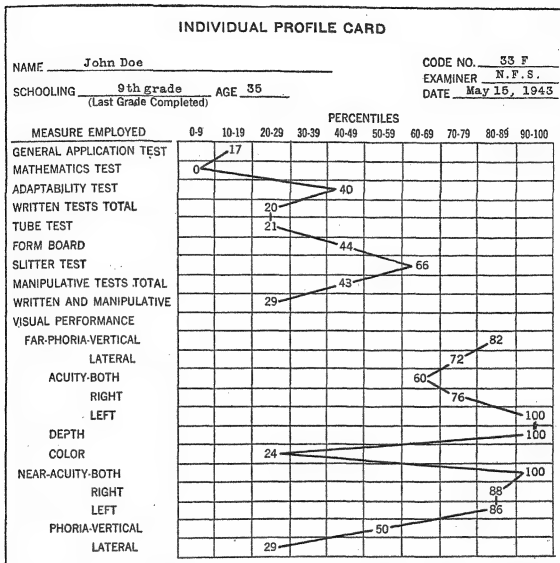 INDIVIDUAL PROFILE CARD
NAME John Doe CODE NO. 33 F
EXAMINER N.F.S.
SCHOOLING 9th grade AGE 35 DATE May 15, 1943
(Last Grade Completed)
PERCENTILES
MEASURE EMPLOYED 0-9 10-19 20-29 30-39 40-49 50-59 60-69 70-79 80-89 90-100
GENERAL APPLICATION TEST 17
MATHEMATICS TEST 0
ADAPTABILITY TEST 40
WRITTEN TESTS TOTAL 20
TUBE TEST 21
FORM BOARD 44
SLITTER TEST 66
MANIPULATIVE TESTS TOTAL 43
WRITTEN AND MANIPULATIVE 29
VISUAL PERFORMANCE
FAR-PHORIA-VERTICAL 82
LATERAL 72
ACUITY-BOTH 60
RIGHT 76
LEFT 100
DEPTH 100
COLOR 24
NEAR-ACUITY-BOTH 100
RIGHT 88
LEFT 86
PHORIA-VERTICAL 50
LATERAL 29